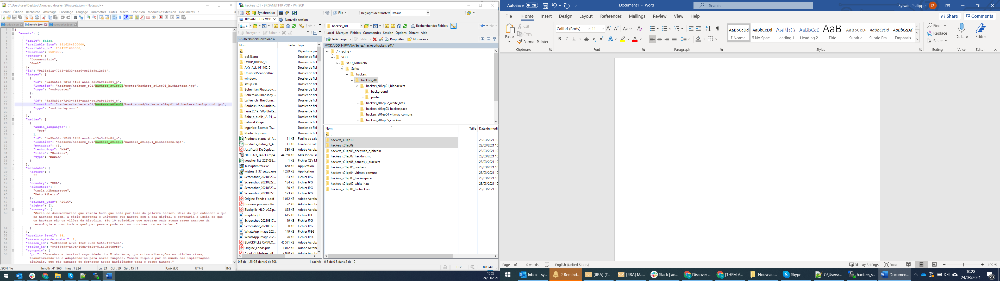 C:\Users\user\Desktop\Nouveau dossier (20)\assets.json - Notepad++
Fichier Édition Recherche Affichage Encodage Langage Paramètres Outils Macro Exécution Modules d'extension Documents ?
series.json assets.json categories.json
"assets": [
{
"adult": false,
"available_from": 1616284800000,
"available_to": 2524521600000,
"duration": 1504000,
"genres": [
"Documentário",
"Geek"
],
"id": "9a35a51a-7243-4f33-aaa6-ce19a9e12e84",
"images": [
{
"id": "9a35a51a-7243-4f33-aaa6-ce19a9e12e84_p",
"location": "hackers/hackers_s01/hackers_s01ep01/poster/hackers_s01ep01_biohackers.jpg",
"type": "vod-poster"
},
{
"id": "9a35a51a-7243-4f33-aaa6-ce19a9e12e84_b",
"location": "hackers/hackers_s01/hackers_s01ep01/background/hackers_s01ep01_biohackers_background.jpg",
"type": "vod-background"
}
],
"medias": [
{
"audio_languages": [
"por"
],
"id": "9a35a51a-7243-4f33-aaa6-ce19a9e12e84_m",
"location": "hackers/hackers_s01/hackers_s01ep01/hackers_s01ep01_biohackers.mp4",
"metadata": {},
"technology": "MP4",
"title": "Hackers",
"type": "MEDIA"
}
],
"metadata": {
"actors": [
""
],
"country": "BRA",
"directors": [
"Carla Albuquerque",
"Beto Ribeiro"
],
"release_year": "2016",
"rights": [],
"summary": [
"Série de documentários que revela tudo que está por trás da palavra hacker. Mais do que entender o que
os hackers fazem, a série desvenda o universo que nasceu com a era digital e contraria a ideia de que
os hackers são os vilões da história. São 10 episódios que mostram onde atuam esses amantes da
tecnologia e como toda e qualquer pessoa pode ser ou conviver com um hacker."
]
},
"morality_level": 14,
"season_episode_number": 1,
"season_id": "63fdce82-a72b-4fef-80c2-5c55047f7aca",
"series_id": "84859d99-a60d-46da-9b2e-51a60b86f9f9",
"synopsis": {
"por": "Descubra a incrível capacidade dos Biohackers, que criam alterações em células vivas,
transformando-as e adaptando-as para novas funções. Também fique a par do mundo das implantações
digitais, que são capazes de fornecer novas habilidades para o corpo humano."
JSON file length : 41 960 lines : 1 224 Ln : 21 Col : 59 Sel : 15 | 1 Unix (LF) UTF-8 INS
hackers_s01 - BRISANET FTP VOD - WinSCP
Synchroniser File Réglages de transfert Défaut
BRISANET FTP VOD Nouvelle session
C hackers_s01 Rechercher des fichiers
Envoyer Editer Local Marquer Fichiers Commandes Session Options Distant Aide
Télécharger Editer Propriétés Nouveau
C:\Users\user\Downloads\
Nom Taille Type
.. Répertoire par
qc848enu Dossier de fich
FWUP_010502_8 Dossier de fich
AKY_ALL_011102_0 Dossier de fich
UniversalScannerDriv... Dossier de fich
windows Dossier de fich
setup3300 Dossier de fich
Bohemian.Rhapsody.... Dossier de fich
Bohemian Rhapsody ... Dossier de fich
La French [The Conn... Dossier de fich
Roubaix.Une.Lumiere... Dossier de fich
Furie.2019.720p.BluRa... Dossier de fich
Boite_a_outils_IA-P1_... Dossier de fich
networkPinger Dossier de fich
Ingenico-Beemix-Te... Dossier de fich
Photo de joueur Dossier de fich
Products_status_of_A... 11 KB Feuille de calc
Products_status_of_A... 11 KB Feuille de calc
Justificatif De Deplac... 380 KB Adobe Acroba
20210323_145713.mp4 44 750 KB MP4 Video Fil
voucher_list_2021032... 1 KB Fichier CSV M
TCPOptimizer.exe 668 KB Application
wiztree_3_37_setup.exe 4 279 KB Application
Screenshot_20210322... 133 KB Fichier JPG
Screenshot_20210322... 134 KB Fichier JPG
Screenshot_20210322... 130 KB Fichier JPG
Screenshot_20210322... 123 KB Fichier JPG
Origine_Fonds (1).pdf 1 012 KB Adobe Acroba
Business process - Pa... 22 KB Adobe Acroba
Blackpills_HLD_v0.7.p... 865 KB Adobe Acroba
imgdata.jfif 615 KB Fichier JFIF
Screenshot_20210317... 19 KB Fichier JPG
Screenshot_20210317... 90 KB Fichier JPG
WhatsApp Image 202... 149 KB Fichier JPEG
WhatsApp Image 202... 76 KB Fichier JPEG
BLACKPILLS CATALO... 45 571 KB Adobe Acroba
Origine_Fonds.pdf 1 012 KB Adobe Acroba
Ajout_Cotitulaire.pdf 2 930 KB Adobe Acroba
0 B de 1,25 GB dans 0 de 508 1 cachés
/VOD/VOD_NIRVANA/Series/hackers/hackers_s01/
/ <racine>
VOD
VOD_NIRVANA
Series
hackers
hackers_s01
hackers_s01ep01_biohackers
background
poster
hackers_s01ep02_white_hats
hackers_s01ep03_hackerspace
hackers_s01ep04_vitimas_comuns
hackers_s01ep05_crackers
Nom Taille Date de modif
..
hackers_s01ep10 23/03/2021 10
hackers_s01ep09 23/03/2021 10
hackers_s01ep08_deepweb_e_bitcoin 23/03/2021 10
hackers_s01ep07_hacktivismo 23/03/2021 10
hackers_s01ep06_bancos_x_crackers 23/03/2021 10
hackers_s01ep05_crackers 23/03/2021 10
hackers_s01ep04_vitimas_comuns 23/03/2021 10
hackers_s01ep03_hackerspace 23/03/2021 10
hackers_s01ep02_white_hats 23/03/2021 10
hackers_s01ep01_biohackers 23/03/2021 10
0 B de 0 B dans 2 de 10
FTP 0:03:49
10:28
24/03/2021
AutoSave Off Document1 - Word Search Sylvain Philippe SP
File Home Insert Design Layout References Mailings Review View Help Share Comments
Paste Cut Copy Format Painter
Calibri (Body) 11
AaBbCcDd ¶ Normal
AaBbCcDd ¶ No Spac...
AaBbCc Heading 1
AaBbCcD Heading 2
AaB Title
AaBbCcD Subtitle
AaBbCcDd Subtle Em...
AaBbCcDd Emphasis
Find Replace Select
Dictate Editor
Clipboard Font Paragraph Styles Editing Voice Editor
Page 1 of 1 0 words English (United States) Display Settings Focus 100 %
Inbox - sy... 2 Remind... [JIRA] (T... [JIRA] Ma... Slack | an... Discover ... [THEM-6... Nouveau ... Skype C:\Users\... hackers_s... Documen...
10:28
24/03/2021
23